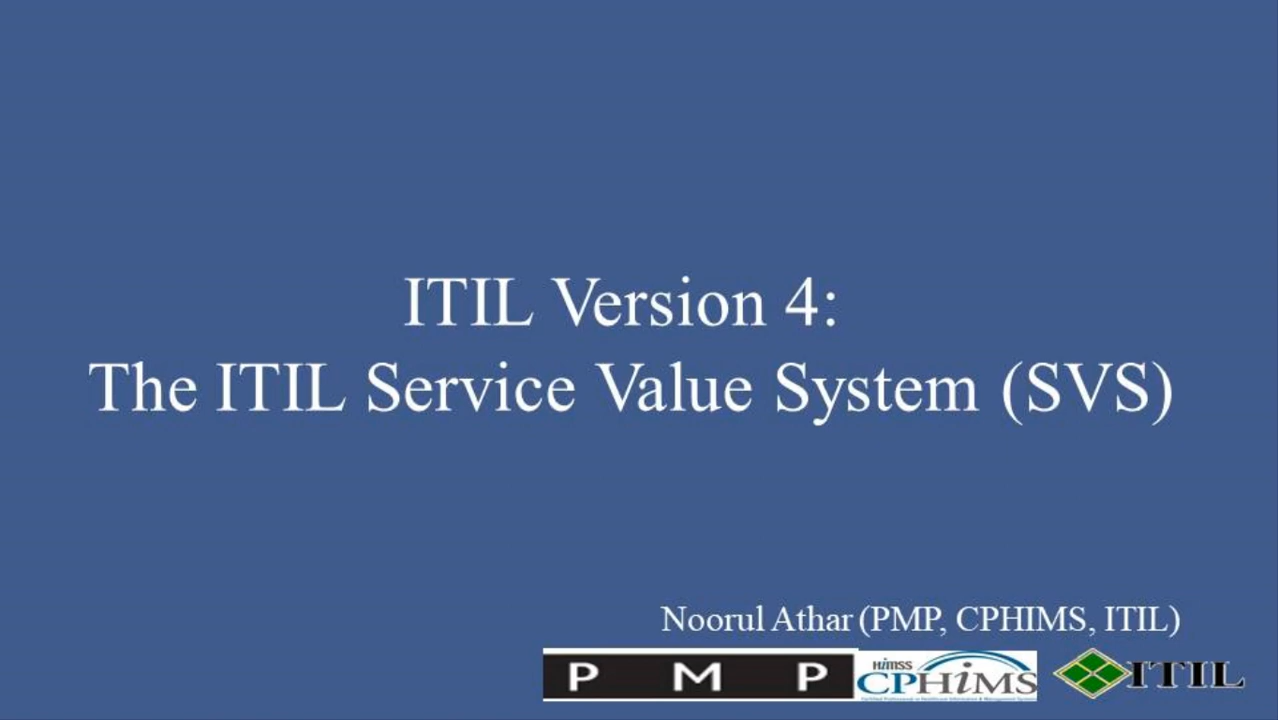 ITIL Version 4:
The ITIL Service Value System (SVS)
Noorul Athar (PMP, CPHIMS, ITIL)
P M P
HIMSS
CPHIMS
ITIL